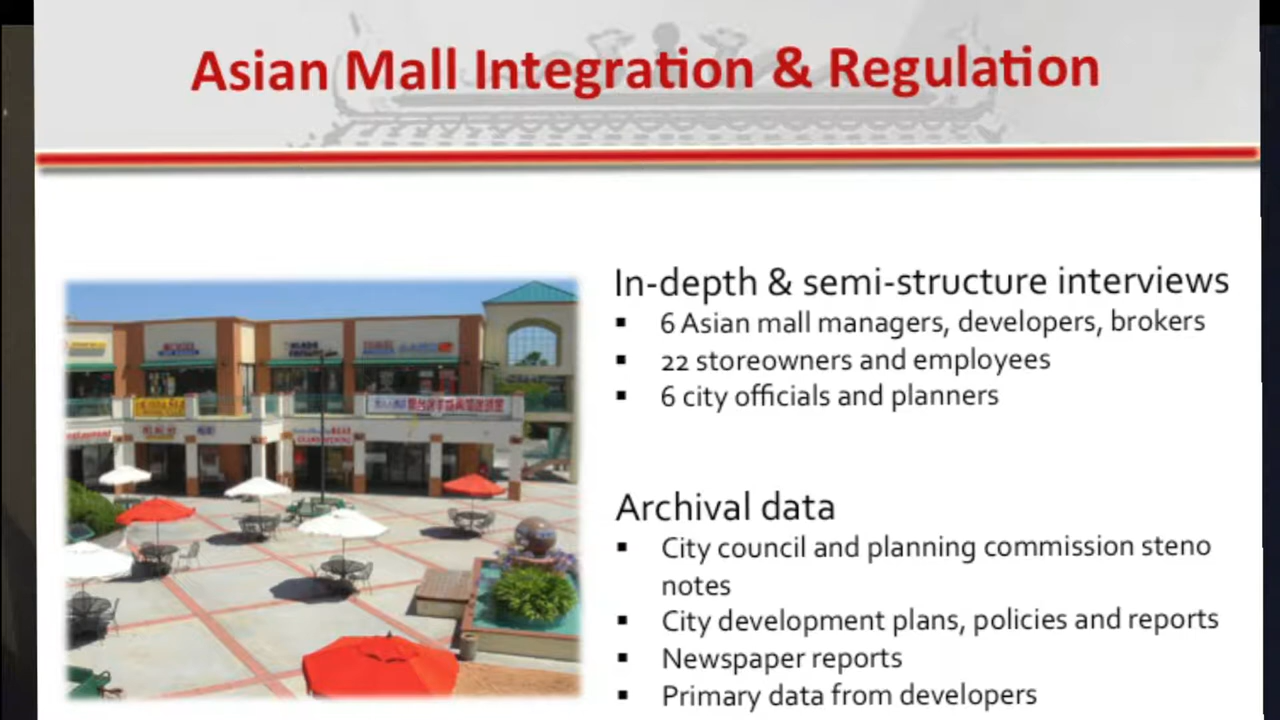 Asian Mall Integration & Regulation
In-depth & semi-structure interviews
6 Asian mall managers, developers, brokers
22 storeowners and employees
6 city officials and planners
Archival data
City council and planning commission steno
notes
City development plans, policies and reports
Newspaper reports
Primary data from developers